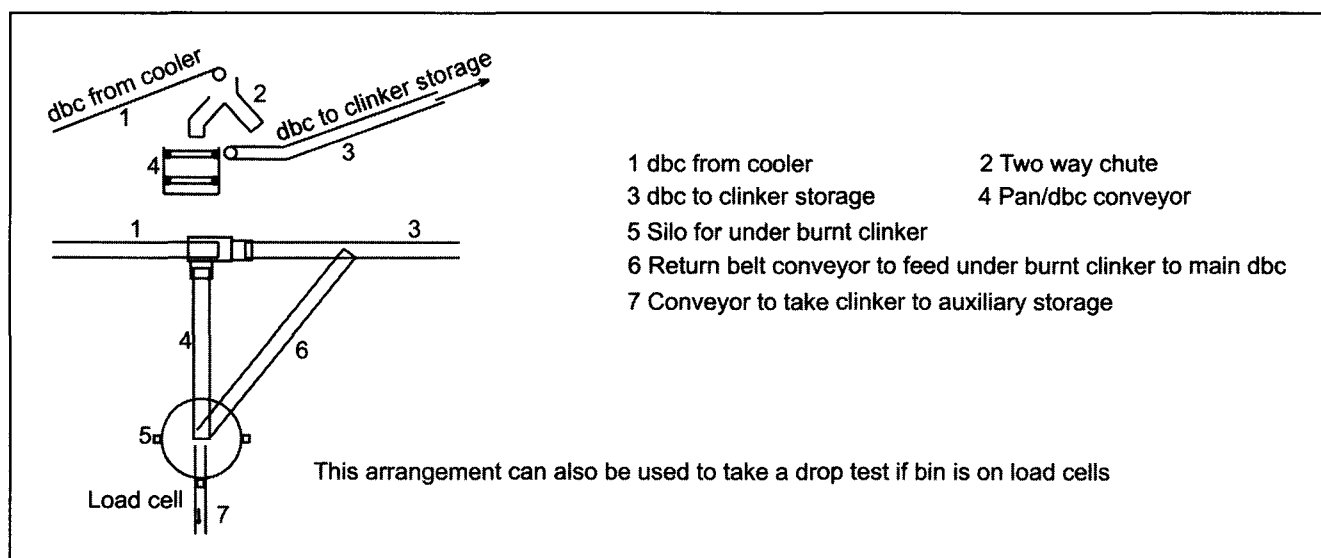 dbc from cooler
1
2
dbc to clinker storage
3
4
1
3
4
6
5
Load cell
7
1 dbc from cooler 2 Two way chute
3 dbc to clinker storage 4 Pan/dbc conveyor
5 Silo for under burnt clinker
6 Return belt conveyor to feed under burnt clinker to main dbc
7 Conveyor to take clinker to auxiliary storage
This arrangement can also be used to take a drop test if bin is on load cells